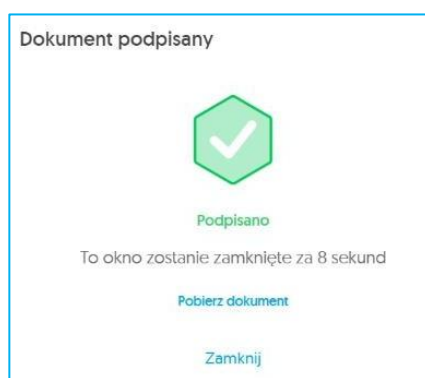 Dokument podpisany
Podpisano
To okno zostanie zamknięte za 8 sekund
Pobierz dokument
Zamknij